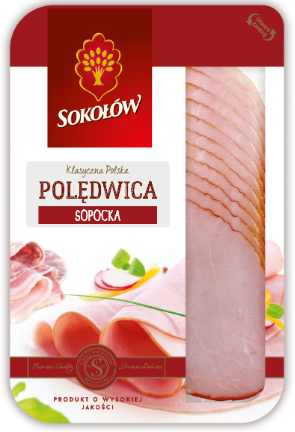 SOKOŁÓW
Klasyczna Polska
POLĘDWICA
SOPOCKA
S
PRODUKT O WYSOKIEJ
JAKOŚCI